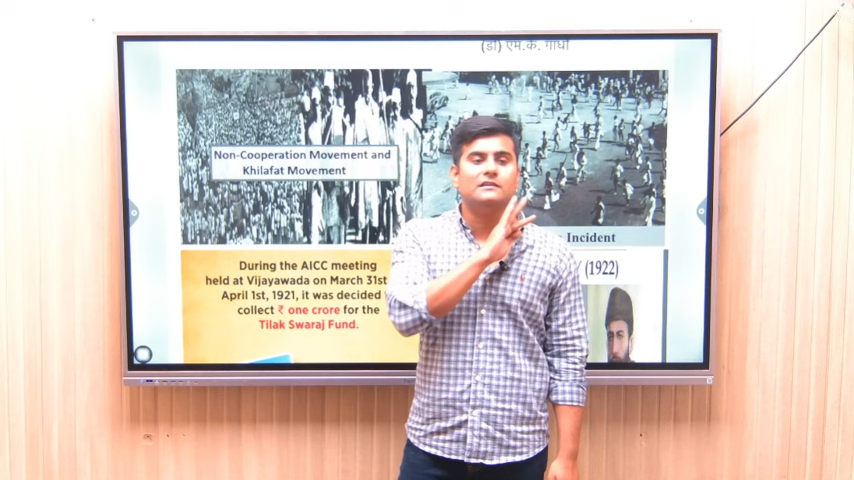 (डॉ) एम.के. गांधी
Non-Cooperation Movement and
Khilafat Movement
Incident
During the AICC meeting
held at Vijayawada on March 31st
April 1st, 1921, it was decided
collect ₹ one crore for the
Tilak Swaraj Fund.
(1922)